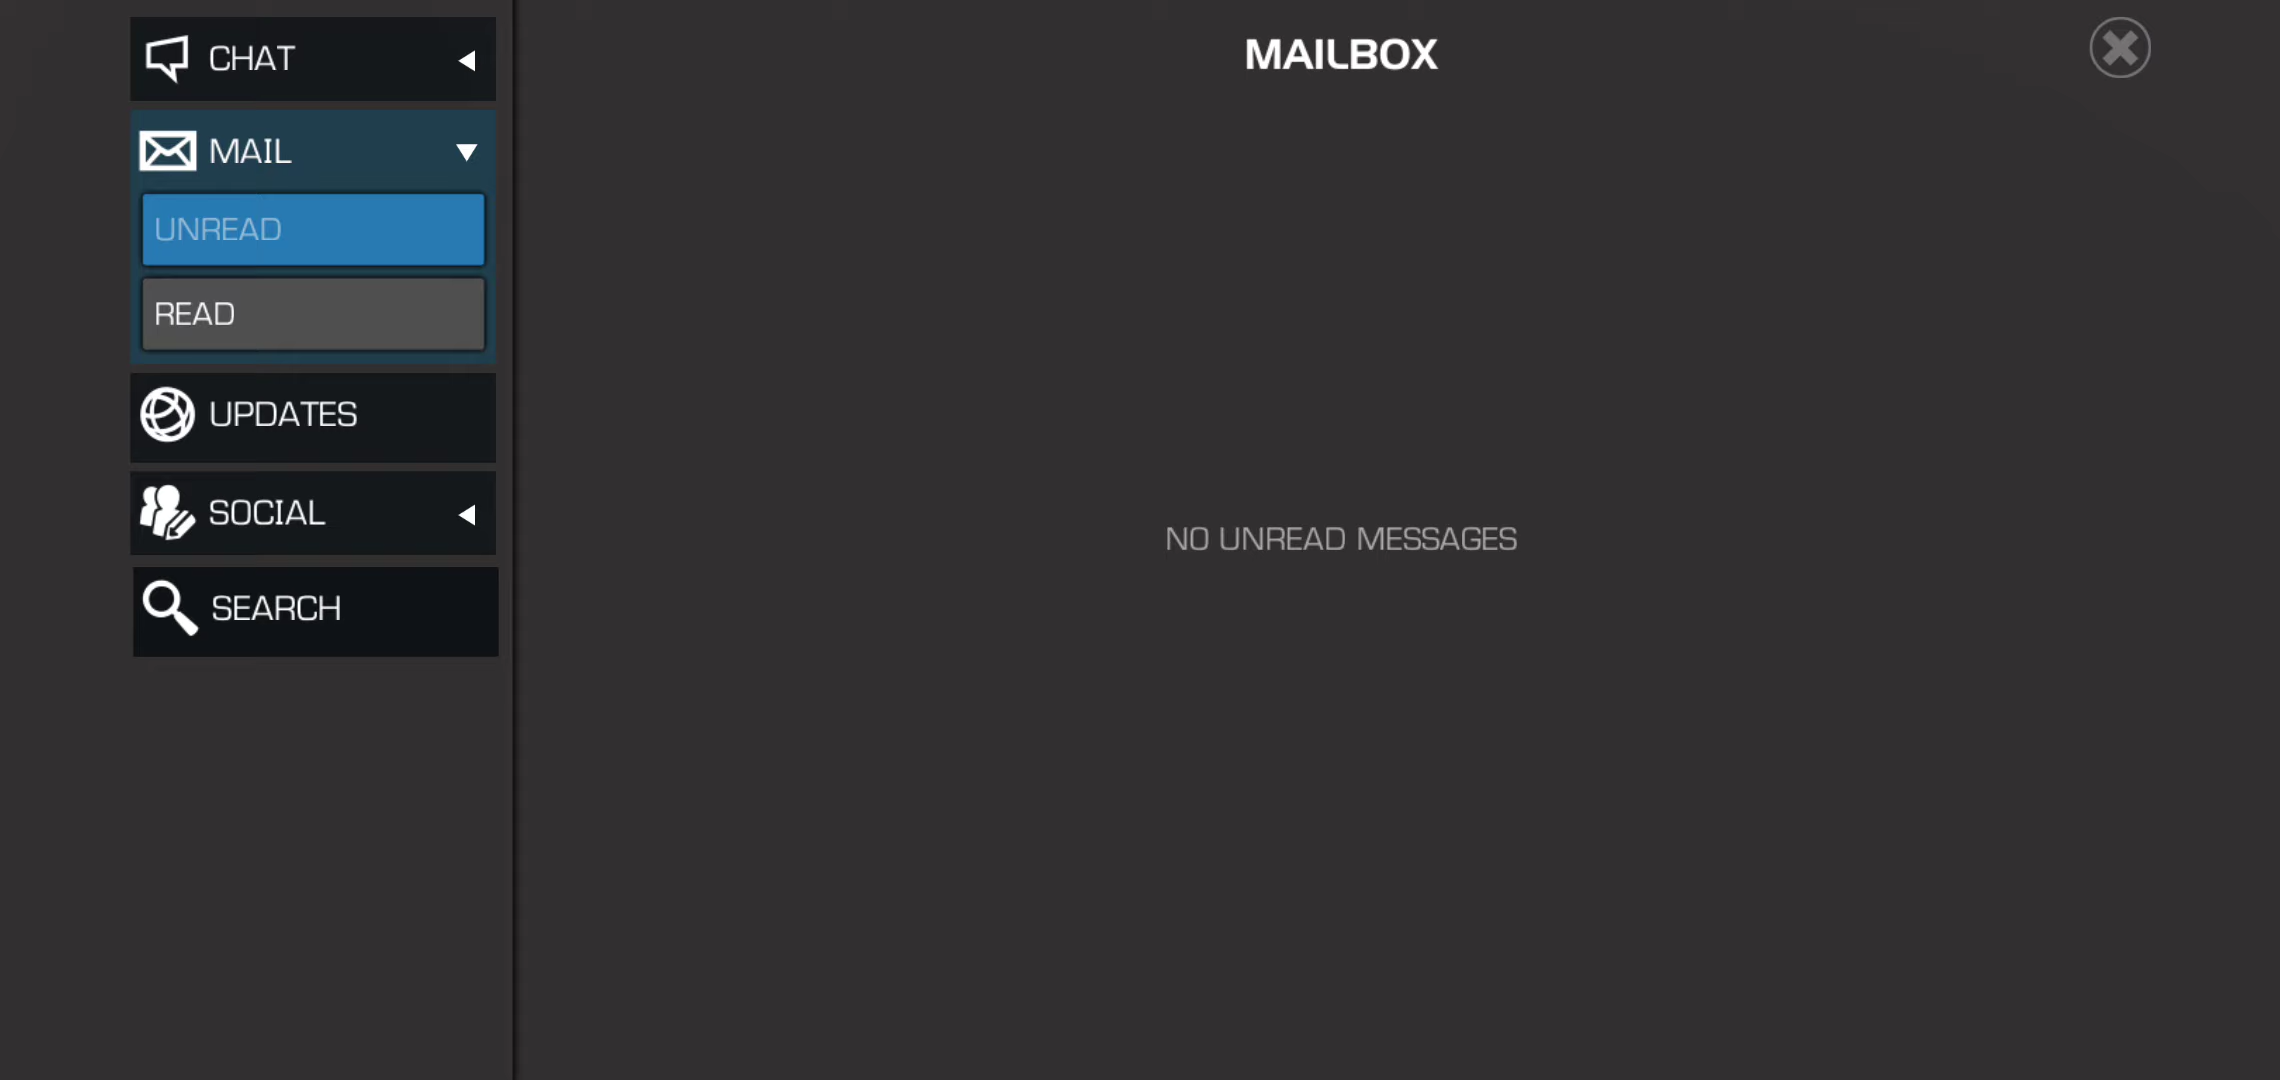 CHAT
MAIL
UNREAD
READ
UPDATES
SOCIAL
SEARCH
MAILBOX
NO UNREAD MESSAGES